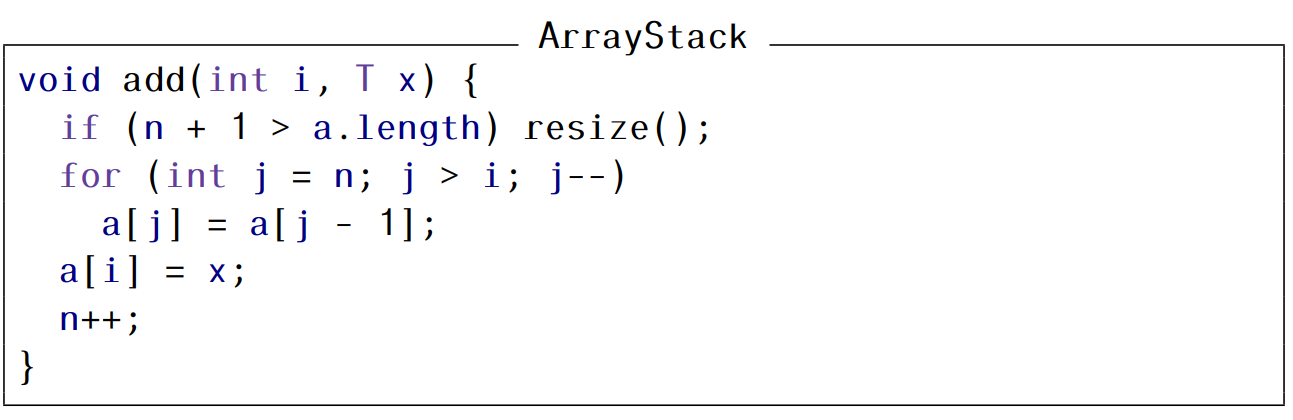 ArrayStack
void add(int i, T x) {
  if (n + 1 > a.length) resize();
  for (int j = n; j > i; j--)
    a[j] = a[j - 1];
  a[i] = x;
  n++;
}